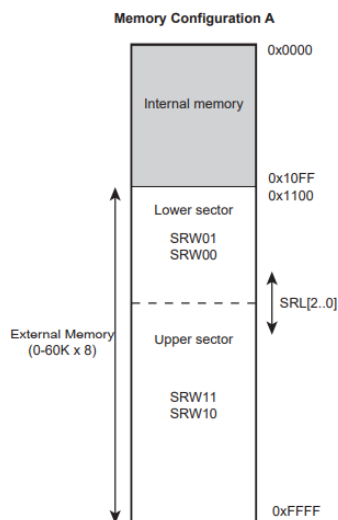 Memory Configuration A
0x0000
Internal memory
0x10FF
0x1100
Lower sector
SRW01
SRW00
SRL[2..0]
External Memory
(0-60K x 8)
Upper sector
SRW11
SRW10
0xFFFF